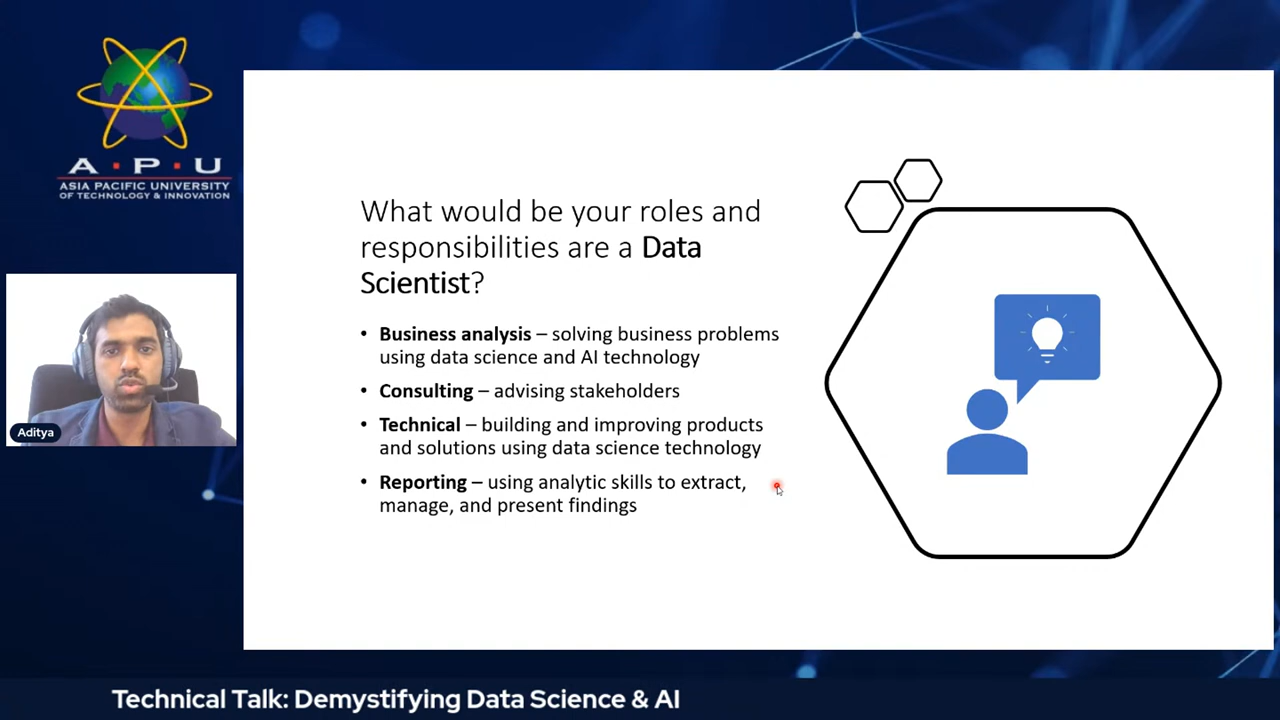 A · P · U
ASIA PACIFIC UNIVERSITY
OF TECHNOLOGY & INNOVATION
What would be your roles and
responsibilities are a Data
Scientist?
• Business analysis – solving business problems
using data science and AI technology
• Consulting – advising stakeholders
• Technical – building and improving products
and solutions using data science technology
• Reporting – using analytic skills to extract,
manage, and present findings
Aditya
Technical Talk: Demystifying Data Science & AI